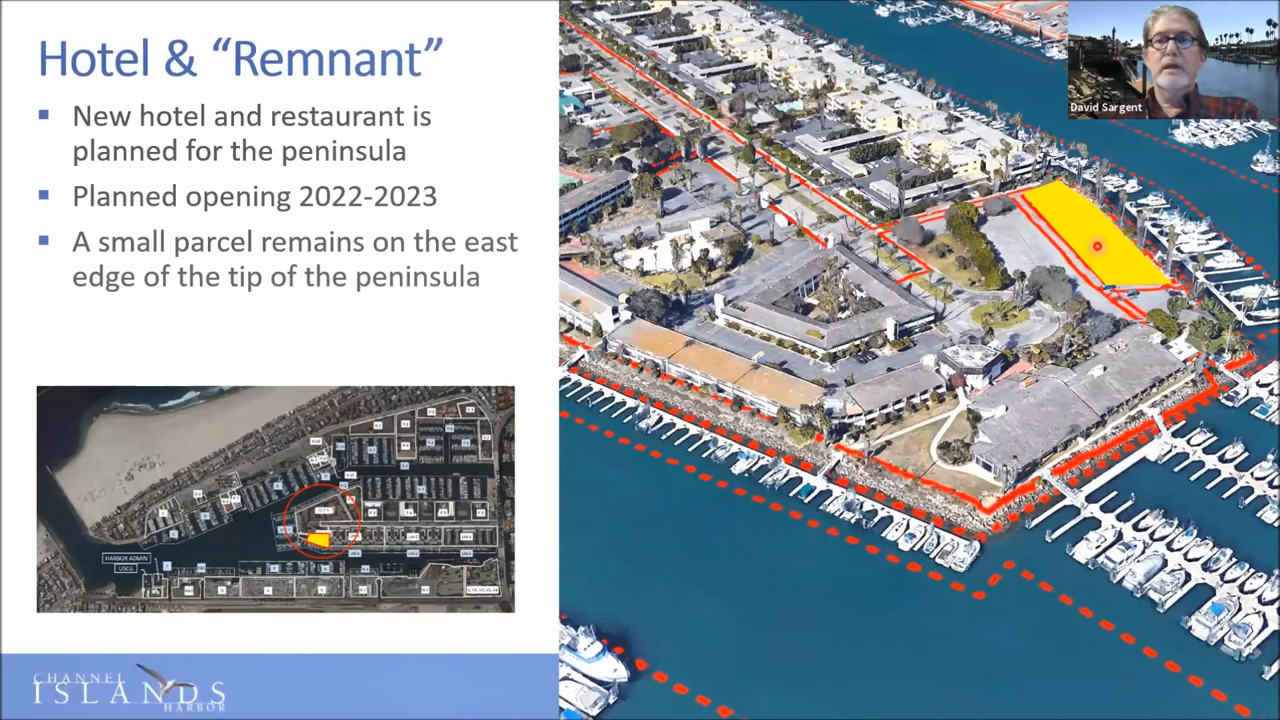 Hotel & “Remnant”
▪ New hotel and restaurant is
planned for the peninsula
▪ Planned opening 2022-2023
▪ A small parcel remains on the east
edge of the tip of the peninsula
David Sargent
HARBOR ADMIN
USCG
CHANNEL
ISLANDS
HARBOR